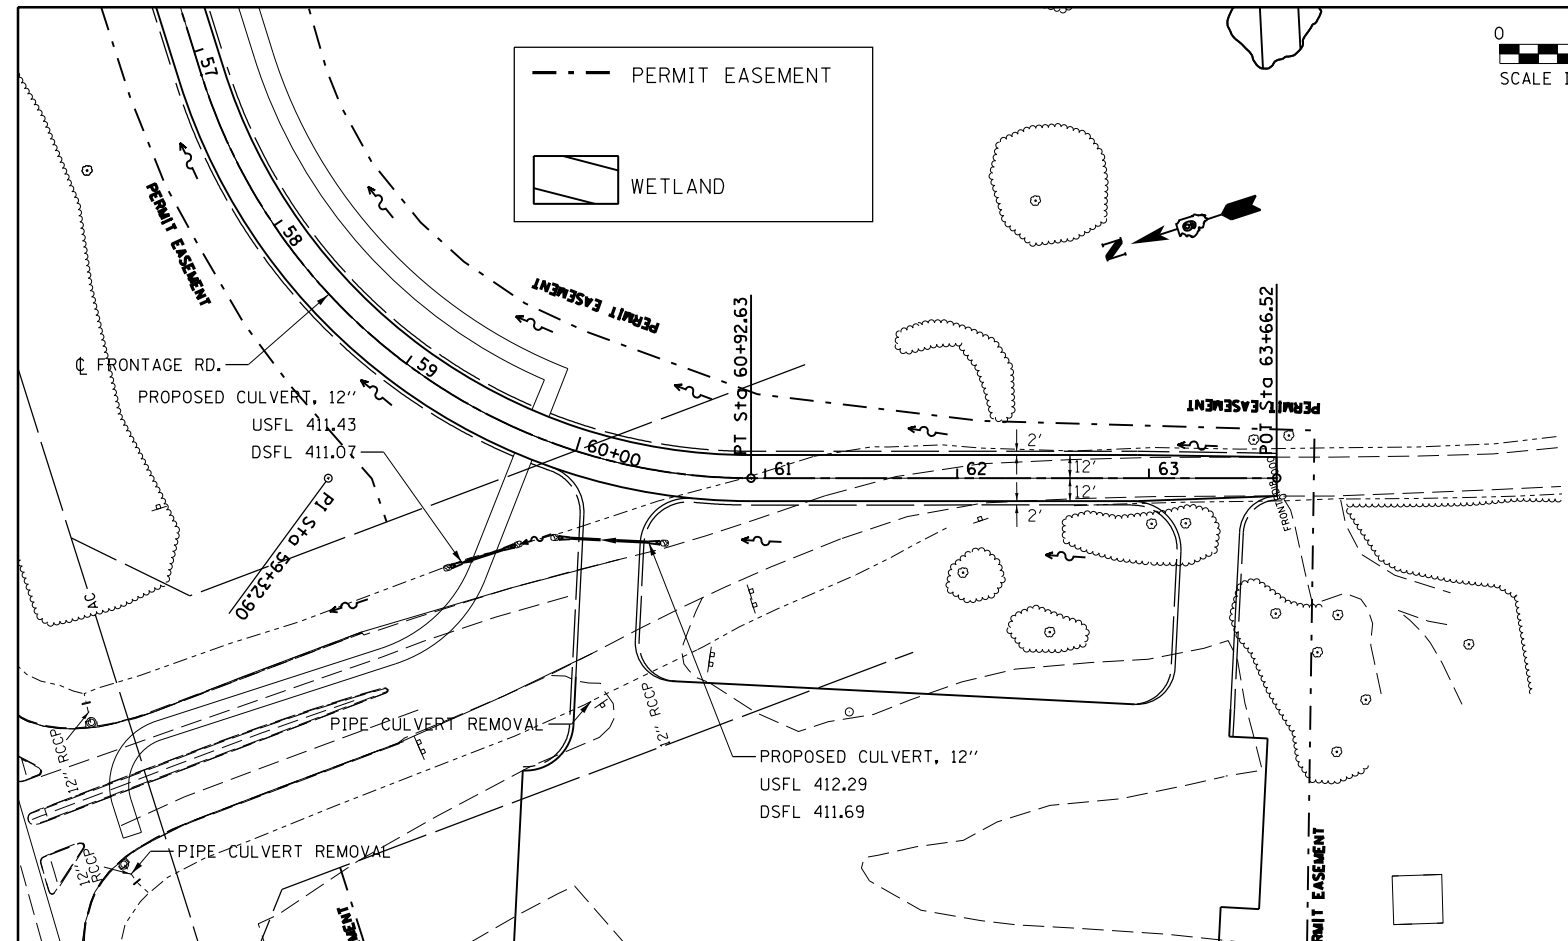 0
SCALE
PERMIT EASEMENT
WETLAND
N
57
58
59
60+00
61
62
63
PERMIT EASEMENT
PERMIT EASEMENT
PERMIT EASEMENT
℄ FRONTAGE RD.
PROPOSED CULVERT, 12"
USFL 411.43
DSFL 411.07
PI Sta 59+32.90
PT Sta 60+92.63
POT Sta 63+66.52
2'
12'
12'
2'
AC
12" RCCP
12" RCCP
12"
RCCP
PIPE CULVERT REMOVAL
PIPE CULVERT REMOVAL
PROPOSED CULVERT, 12"
USFL 412.29
DSFL 411.69
RMIT EASEMENT
EMENT